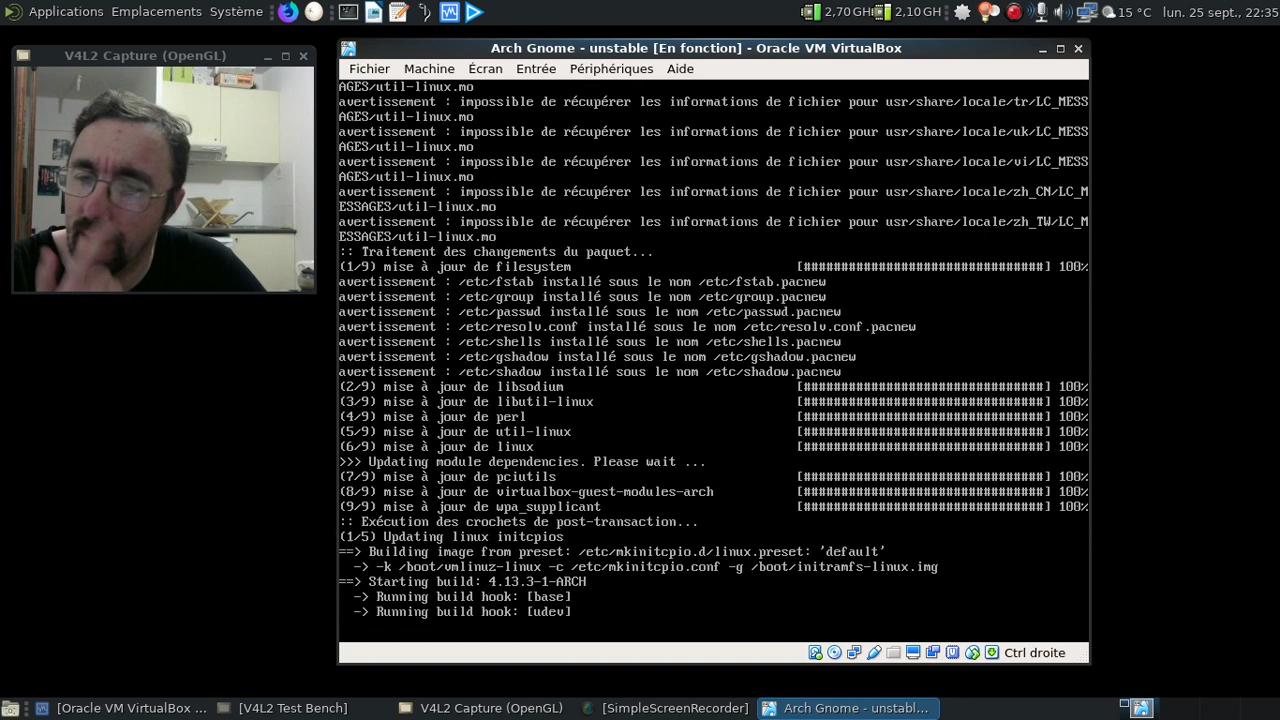 Applications Emplacements Système
2,70 GH 2,10 GH 15 °C lun. 25 sept., 22:35
V4L2 Capture (OpenGL)
Arch Gnome - unstable [En fonction] - Oracle VM VirtualBox
Fichier Machine Écran Entrée Périphériques Aide
AGES/util-linux.mo
avertissement : impossible de récupérer les informations de fichier pour usr/share/locale/tr/LC_MESS
AGES/util-linux.mo
avertissement : impossible de récupérer les informations de fichier pour usr/share/locale/uk/LC_MESS
AGES/util-linux.mo
avertissement : impossible de récupérer les informations de fichier pour usr/share/locale/vi/LC_MESS
AGES/util-linux.mo
avertissement : impossible de récupérer les informations de fichier pour usr/share/locale/zh_CN/LC_M
ESSAGES/util-linux.mo
avertissement : impossible de récupérer les informations de fichier pour usr/share/locale/zh_TW/LC_M
ESSAGES/util-linux.mo
:: Traitement des changements du paquet...
(1/9) mise à jour de filesystem [################################] 100%
avertissement : /etc/fstab installé sous le nom /etc/fstab.pacnew
avertissement : /etc/group installé sous le nom /etc/group.pacnew
avertissement : /etc/passwd installé sous le nom /etc/passwd.pacnew
avertissement : /etc/resolv.conf installé sous le nom /etc/resolv.conf.pacnew
avertissement : /etc/shells installé sous le nom /etc/shells.pacnew
avertissement : /etc/gshadow installé sous le nom /etc/gshadow.pacnew
avertissement : /etc/shadow installé sous le nom /etc/shadow.pacnew
(2/9) mise à jour de libsodium [################################] 100%
(3/9) mise à jour de libutil-linux [################################] 100%
(4/9) mise à jour de perl [################################] 100%
(5/9) mise à jour de util-linux [################################] 100%
(6/9) mise à jour de linux [################################] 100%
>>> Updating module dependencies. Please wait ...
(7/9) mise à jour de pciutils [################################] 100%
(8/9) mise à jour de virtualbox-guest-modules-arch [################################] 100%
(9/9) mise à jour de wpa_supplicant [################################] 100%
:: Exécution des crochets de post-transaction...
(1/5) Updating linux initcpios
==> Building image from preset: /etc/mkinitcpio.d/linux.preset: 'default'
-> -k /boot/vmlinuz-linux -c /etc/mkinitcpio.conf -g /boot/initramfs-linux.img
==> Starting build: 4.13.3-1-ARCH
-> Running build hook: [base]
-> Running build hook: [udev]
Ctrl droite
[Oracle VM VirtualBox ... [V4L2 Test Bench] V4L2 Capture (OpenGL) [SimpleScreenRecorder] Arch Gnome - unstabl...